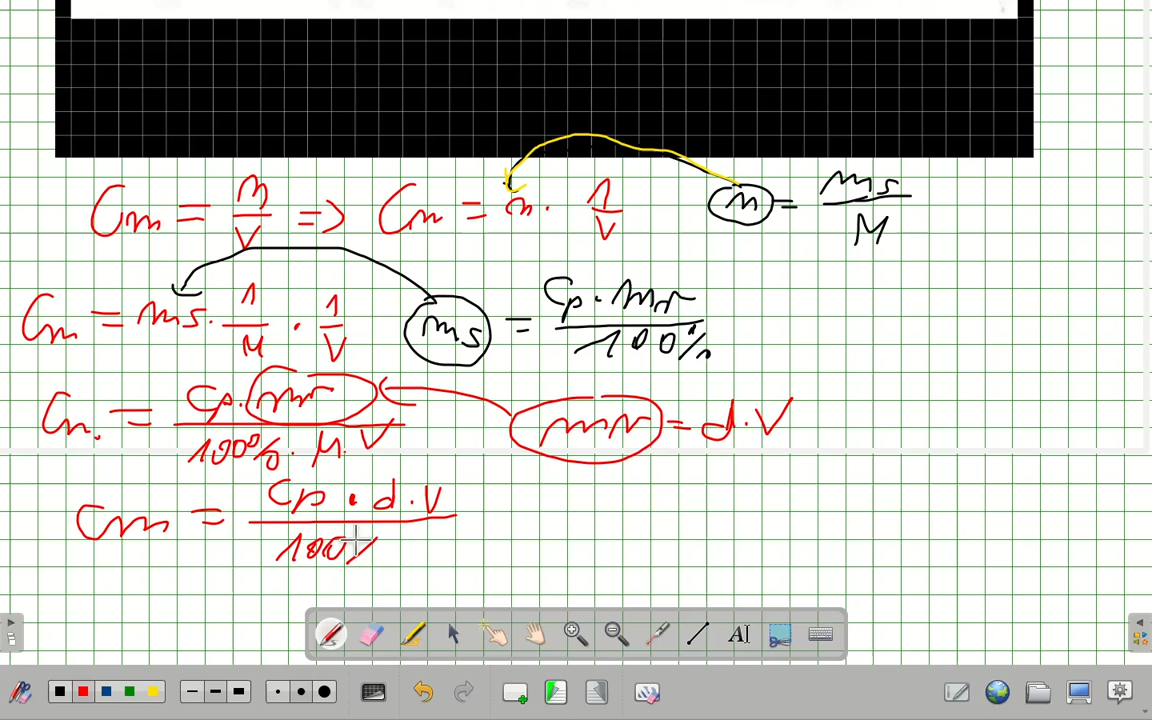 Cm = n/V => Cm = n · 1/V   n = ms/M
Cm = ms · 1/M · 1/V   ms = Cp · mr/100%
Cm. = Cp · mr/100% · M · V   mr = d · V
Cm = Cp · d · V/100%